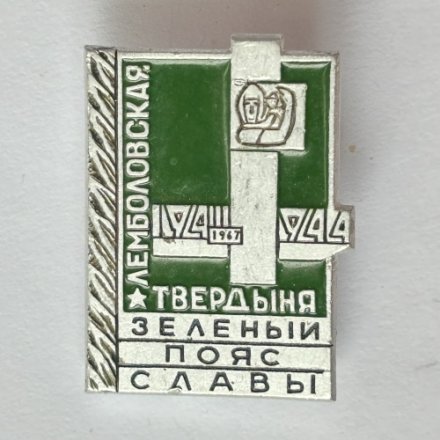 ЛЕМБОЛОВСКАЯ
1941 1967 1944
ТВЕРДЫНЯ
ЗЕЛЕНЫЙ
ПОЯС
СЛАВЫ